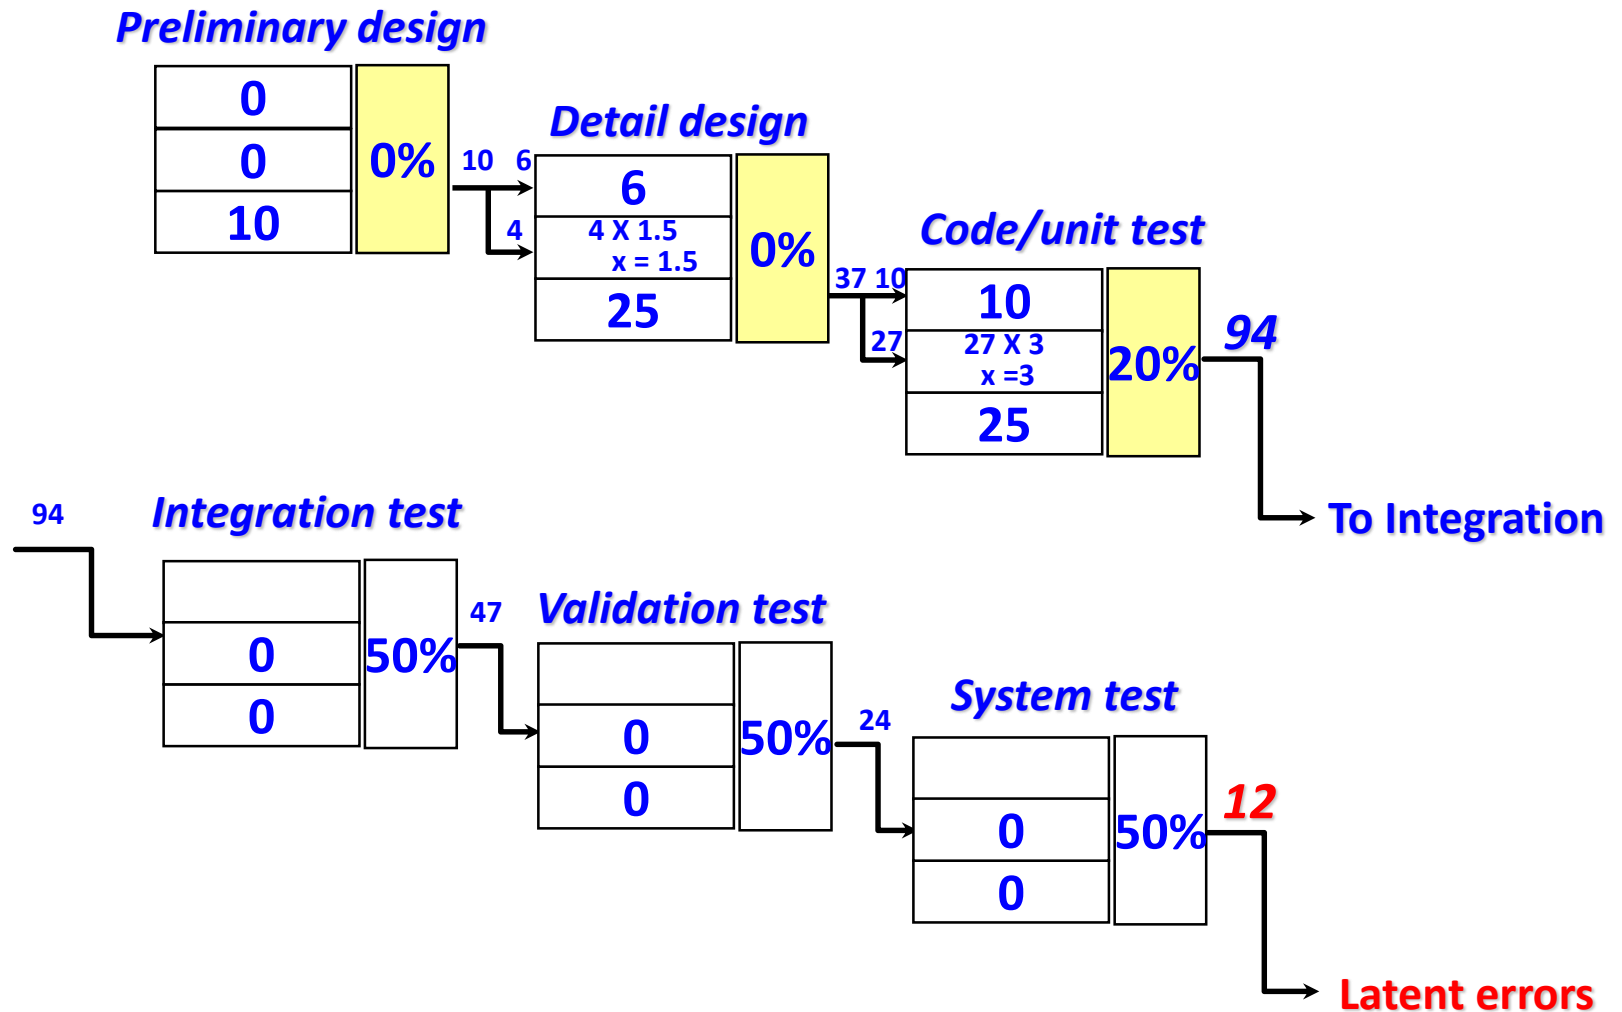 Preliminary design
0
0
10
0%
10 6
4
Detail design
6
4 X 1.5
x = 1.5
25
0%
37 10
27
Code/unit test
10
27 X 3
x =3
25
20%
94
To Integration
94
Integration test
0
0
50%
47
Validation test
0
0
50%
24
System test
0
0
50%
12
Latent errors